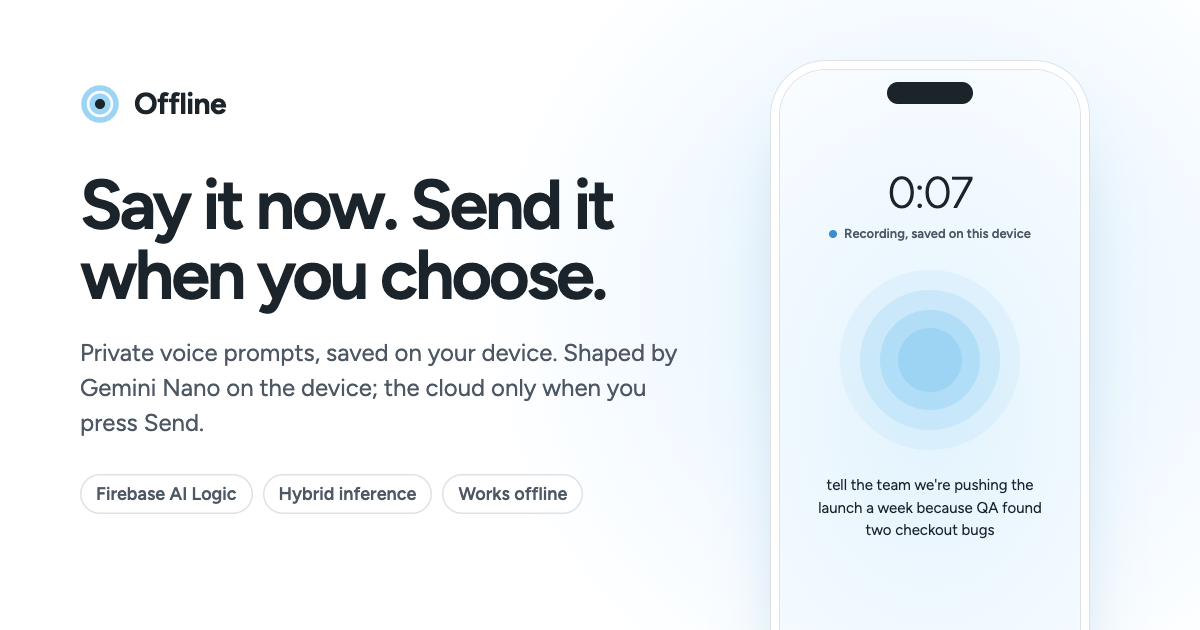 Offline
Say it now. Send it
when you choose.
Private voice prompts, saved on your device. Shaped by
Gemini Nano on the device; the cloud only when you
press Send.
Firebase AI Logic
Hybrid inference
Works offline
0:07
Recording, saved on this device
tell the team we're pushing the
launch a week because QA found
two checkout bugs